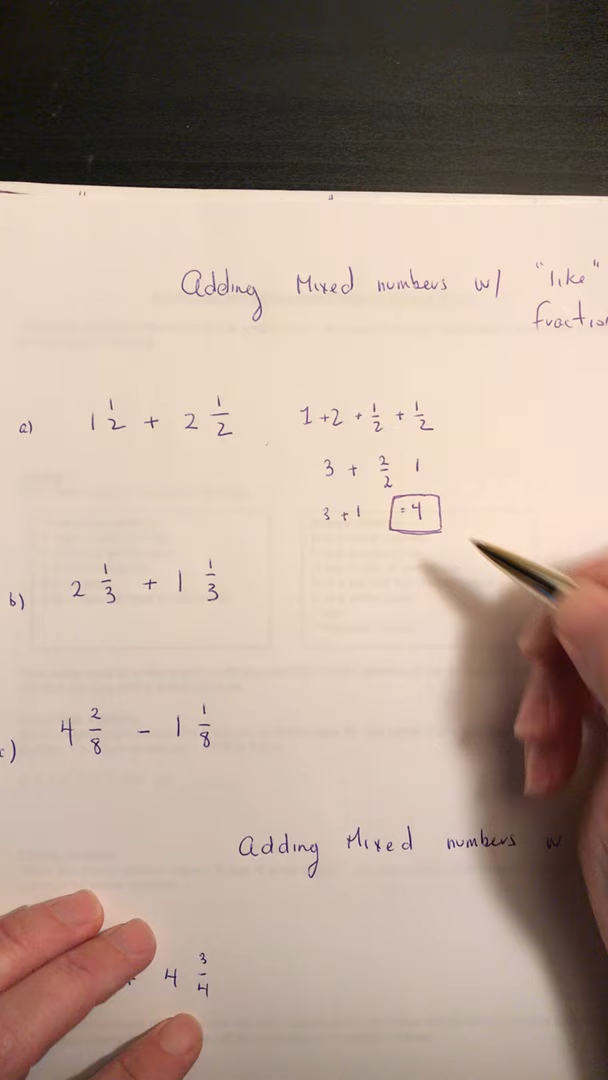 Adding Mixed numbers w/ "like"
a) 1 1/2 + 2 1/2 1 + 2 + 1/2 + 1/2
3 + 2/2 1
3 + 1 = 4
b) 2 1/3 + 1 1/3
c) 4 2/8 - 1 1/8
Adding Mixed numbers w
4 3/4